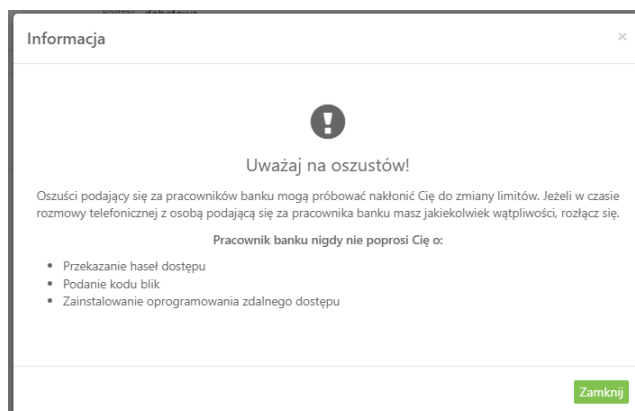 Rodzaj debetowa
Informacja ×
Uważaj na oszustów!
Oszuści podający się za pracowników banku mogą próbować nakłonić Cię do zmiany limitów. Jeżeli w czasie
rozmowy telefonicznej z osobą podającą się za pracownika banku masz jakiekolwiek wątpliwości, rozłącz się.
Pracownik banku nigdy nie poprosi Cię o:
• Przekazanie haseł dostępu
• Podanie kodu blik
• Zainstalowanie oprogramowania zdalnego dostępu
Zamknij